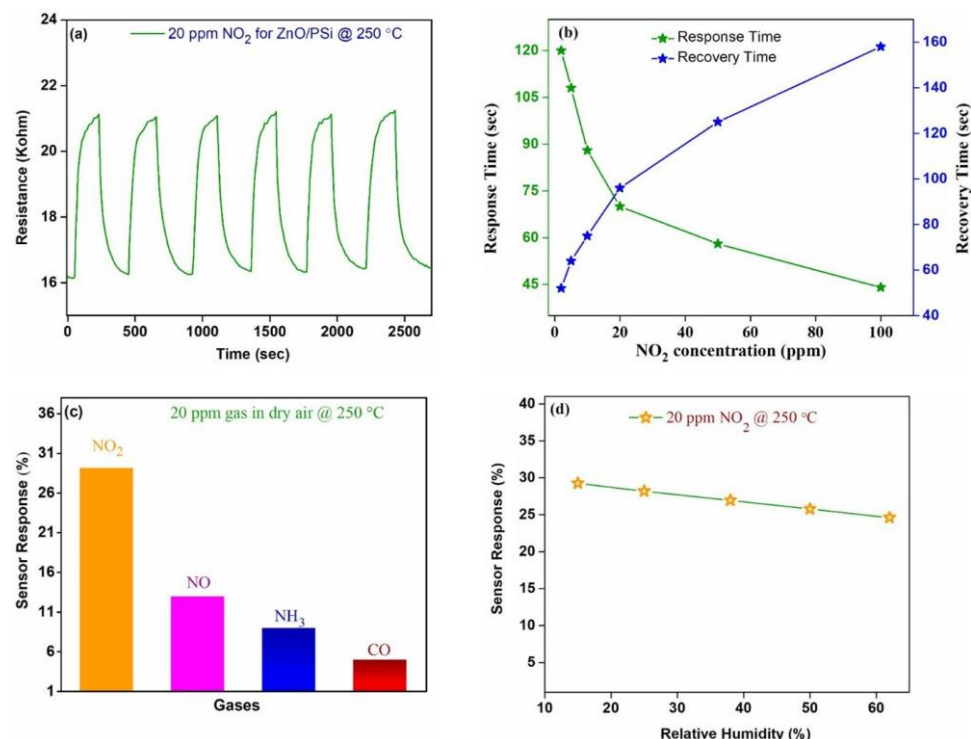 (a)
20 ppm NO₂ for ZnO/PSi @ 250 °C
24
22
20
18
16
Resistance (Kohm)
0
500
1000
1500
2000
2500
Time (sec)
(b)
Response Time
Recovery Time
120
105
90
75
60
45
Response Time (sec)
160
140
120
100
80
60
40
Recovery Time (sec)
0
20
40
60
80
100
NO₂ concentration (ppm)
(c)
20 ppm gas in dry air @ 250 °C
36
31
26
21
16
11
6
1
Sensor Response (%)
NO₂
NO
NH₃
CO
Gases
(d)
20 ppm NO₂ @ 250 °C
40
35
30
25
20
15
10
5
Sensor Response (%)
10
20
30
40
50
60
Relative Humidity (%)